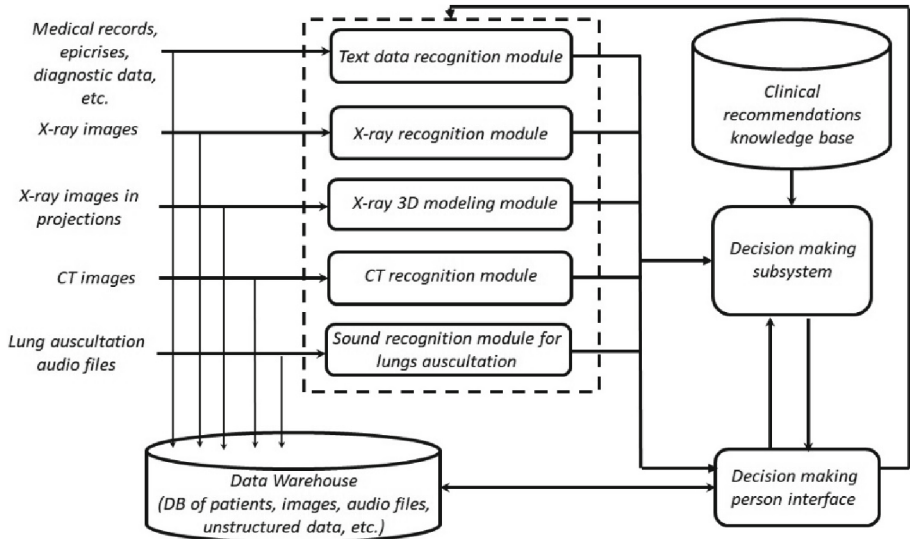 Medical records,
epicrises,
diagnostic data,
etc.
Text data recognition module
X-ray images
X-ray recognition module
X-ray images in
projections
X-ray 3D modeling module
CT images
CT recognition module
Lung auscultation
audio files
Sound recognition module for
lungs auscultation
Clinical
recommendations
knowledge base
Decision making
subsystem
Data Warehouse
(DB of patients, images, audio files,
unstructured data, etc.)
Decision making
person interface